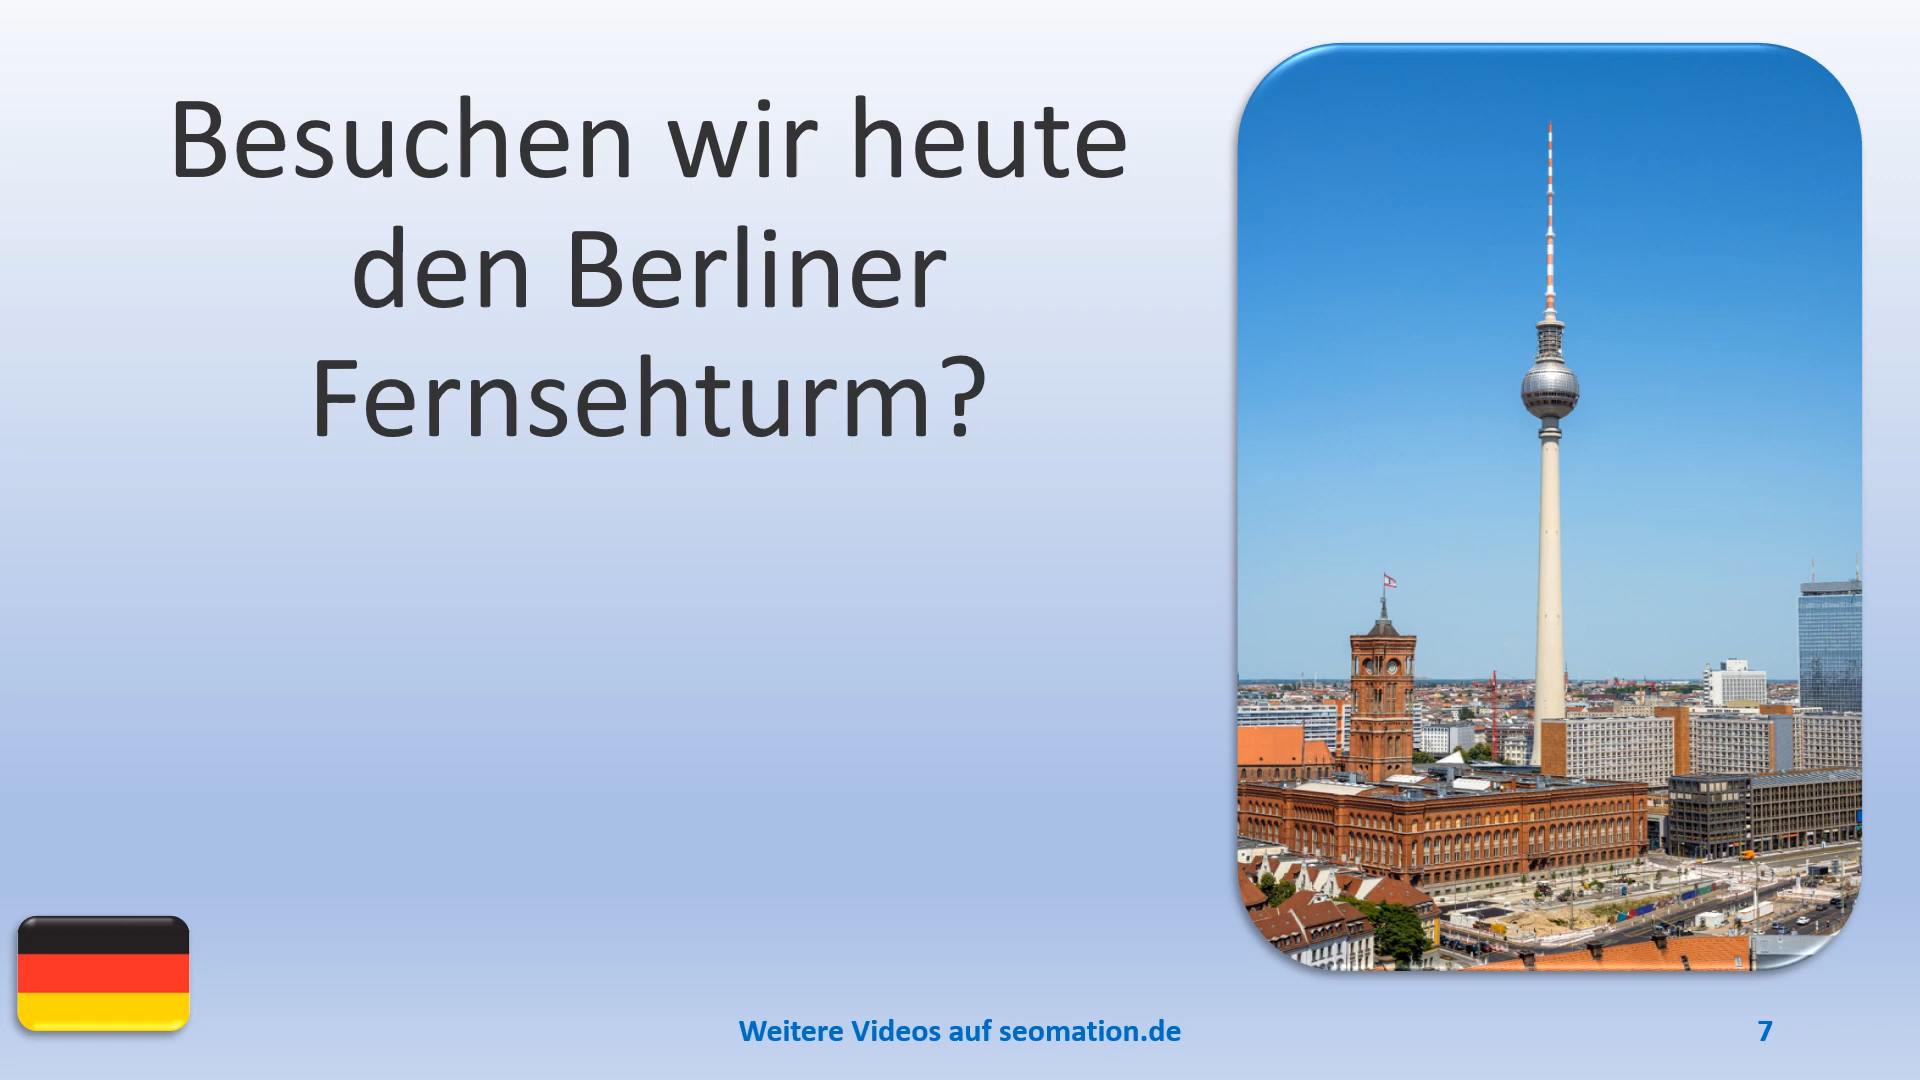 Besuchen wir heute
den Berliner
Fernsehturm?
Weitere Videos auf seomation.de
7